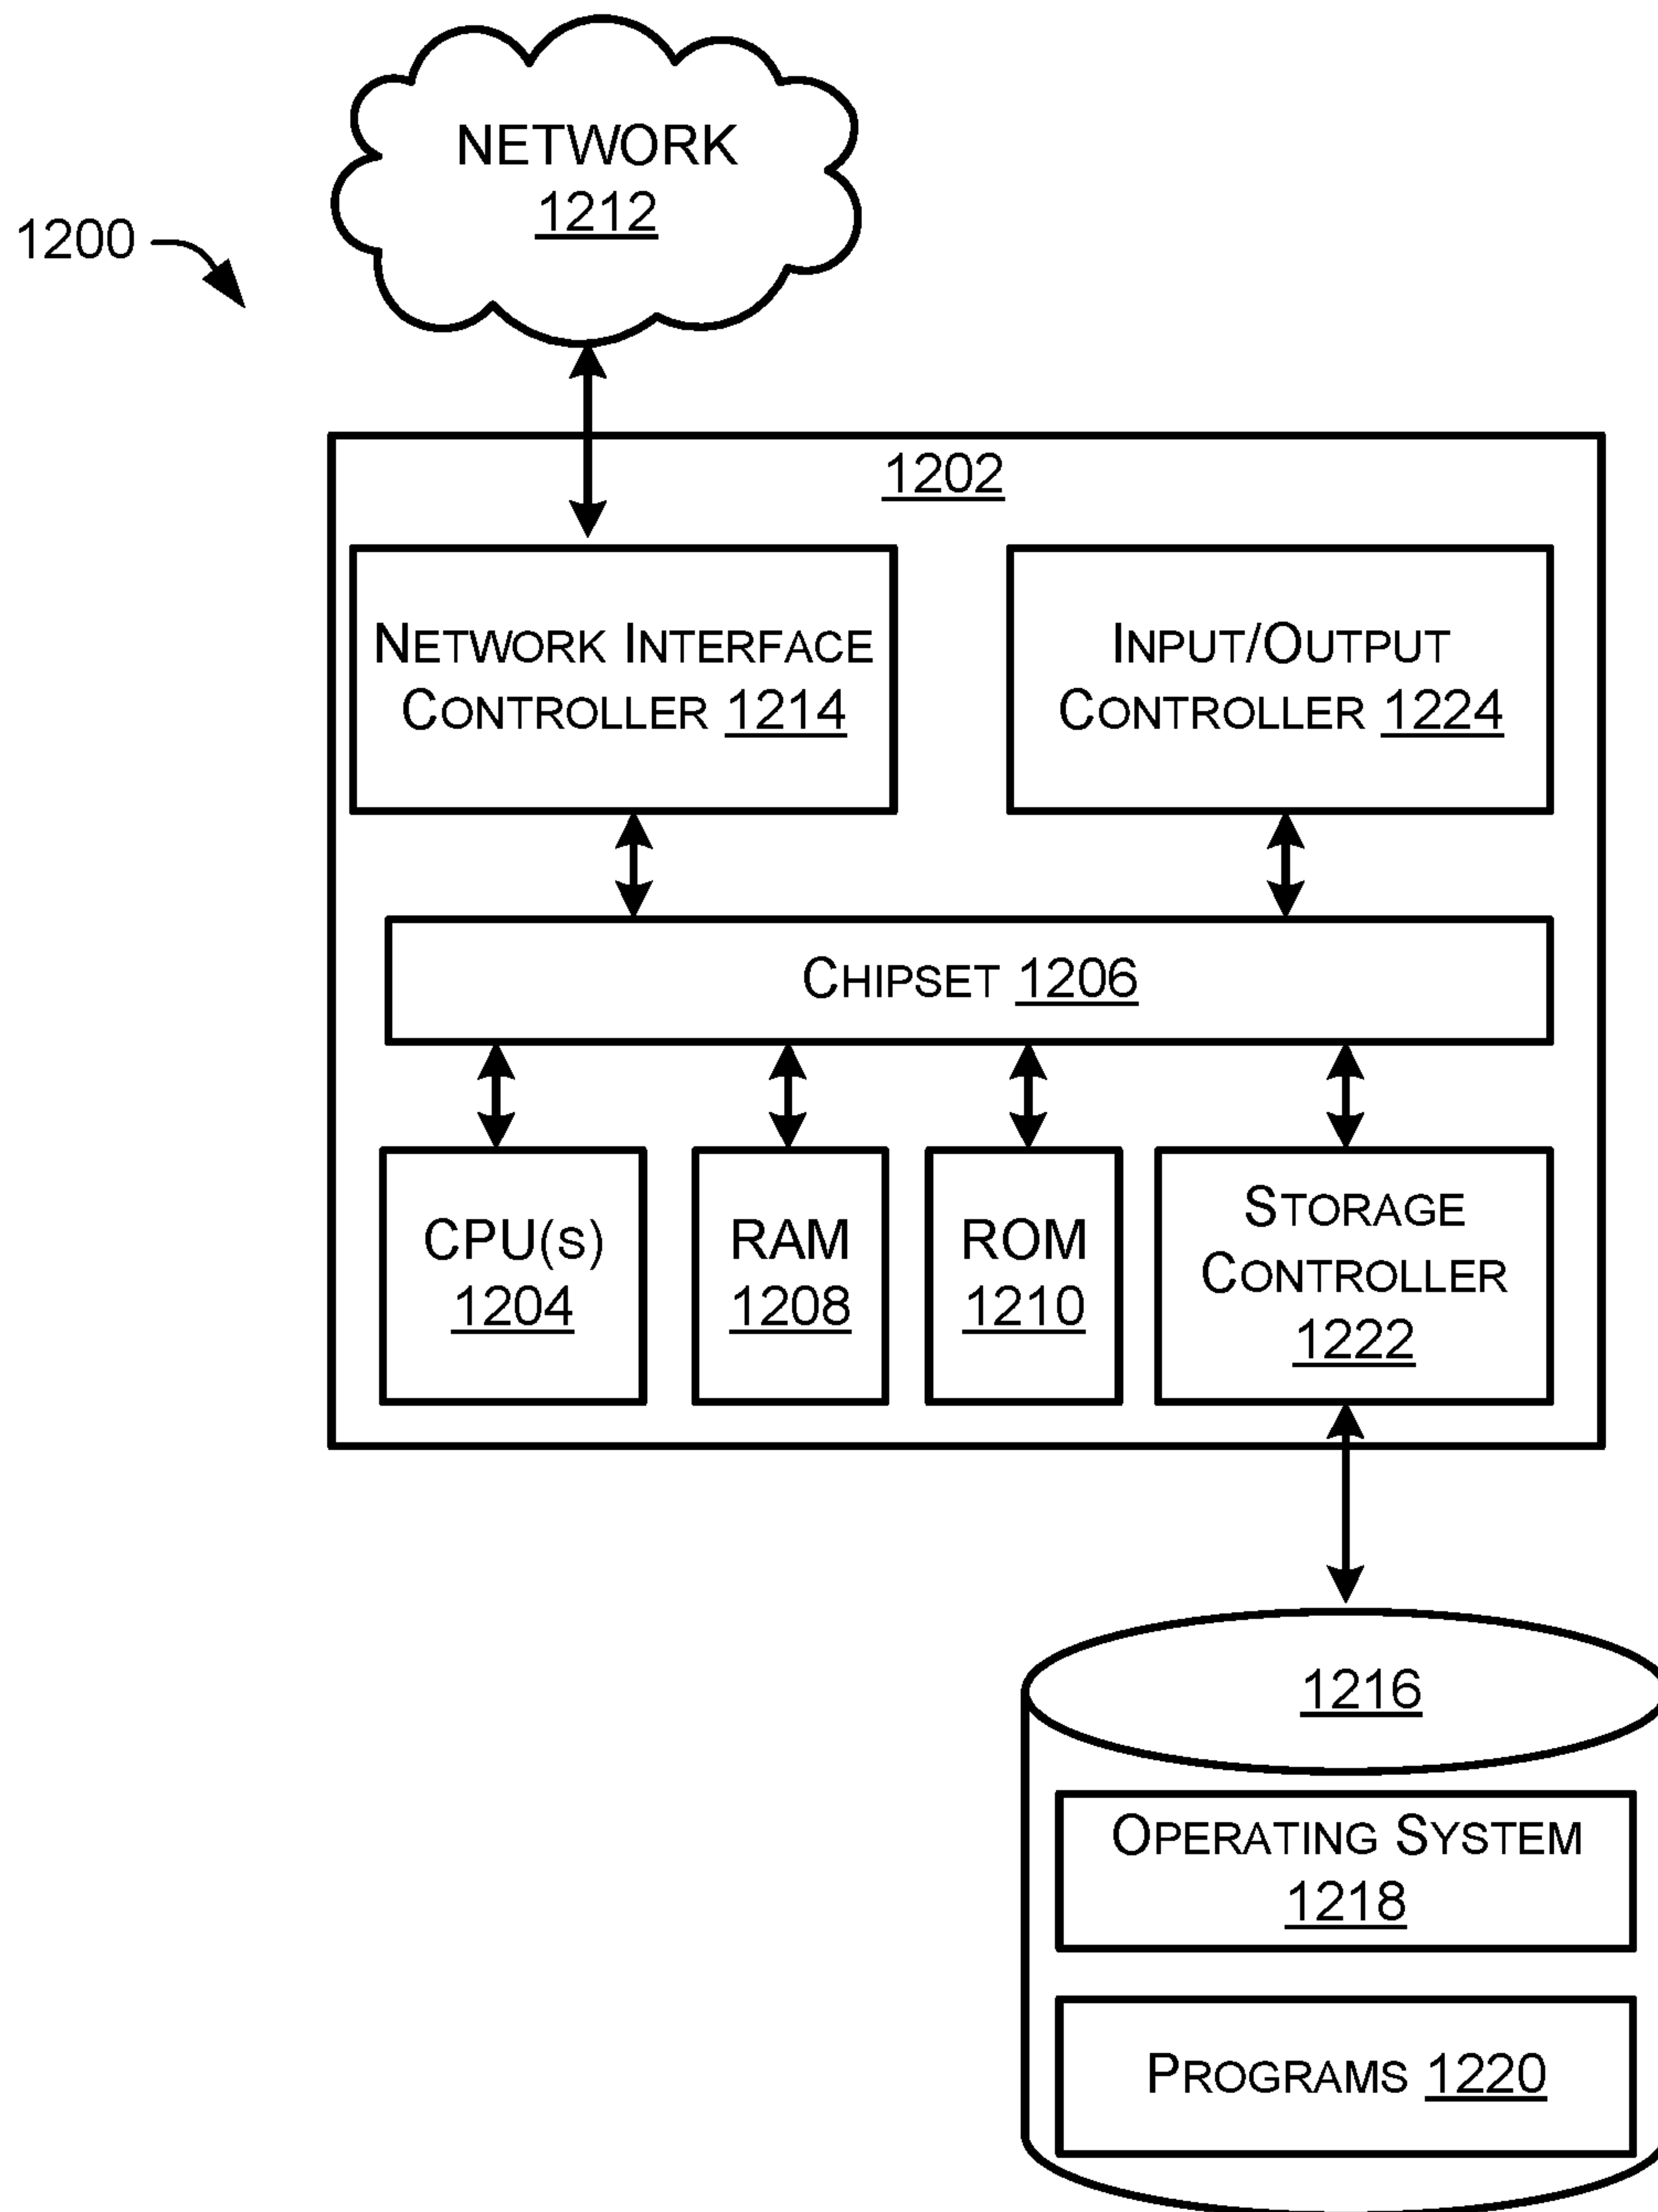 NETWORK
1212
1200
1202
NETWORK INTERFACE
CONTROLLER 1214
INPUT/OUTPUT
CONTROLLER 1224
CHIPSET 1206
CPU(S)
1204
RAM
1208
ROM
1210
STORAGE
CONTROLLER
1222
1216
OPERATING SYSTEM
1218
PROGRAMS 1220